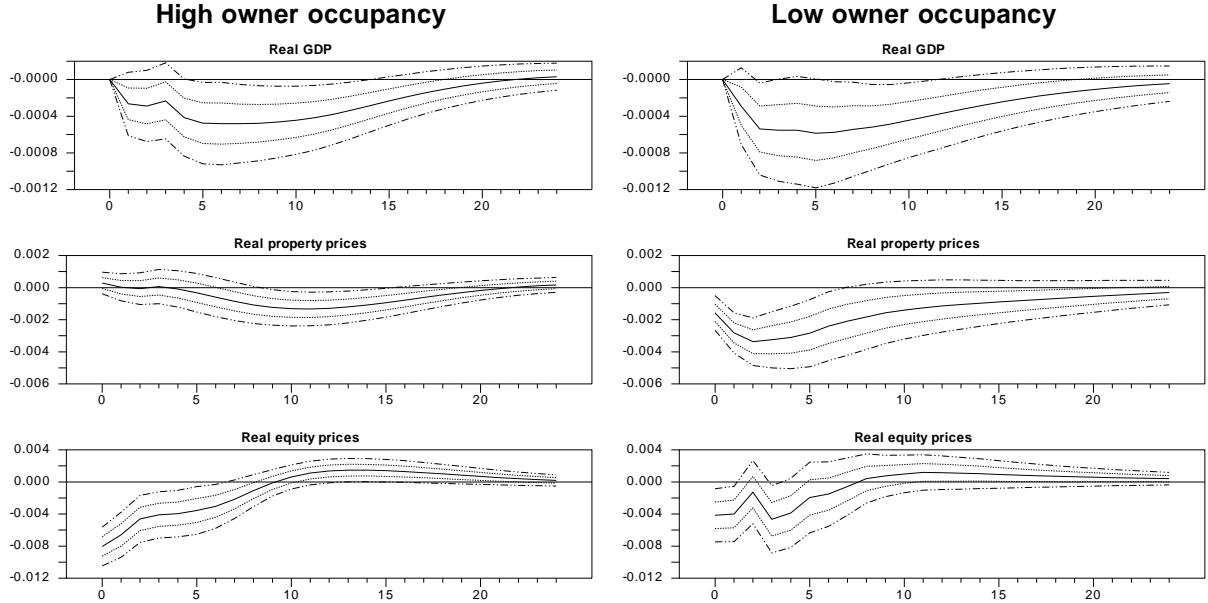 High owner occupancy
Real GDP
-0.0000
-0.0004
-0.0008
-0.0012
0 5 10 15 20
Real property prices
0.002
0.000
-0.002
-0.004
-0.006
0 5 10 15 20
Real equity prices
0.004
0.000
-0.004
-0.008
-0.012
0 5 10 15 20
Low owner occupancy
Real GDP
-0.0000
-0.0004
-0.0008
-0.0012
0 5 10 15 20
Real property prices
0.002
0.000
-0.002
-0.004
-0.006
0 5 10 15 20
Real equity prices
0.004
0.000
-0.004
-0.008
-0.012
0 5 10 15 20